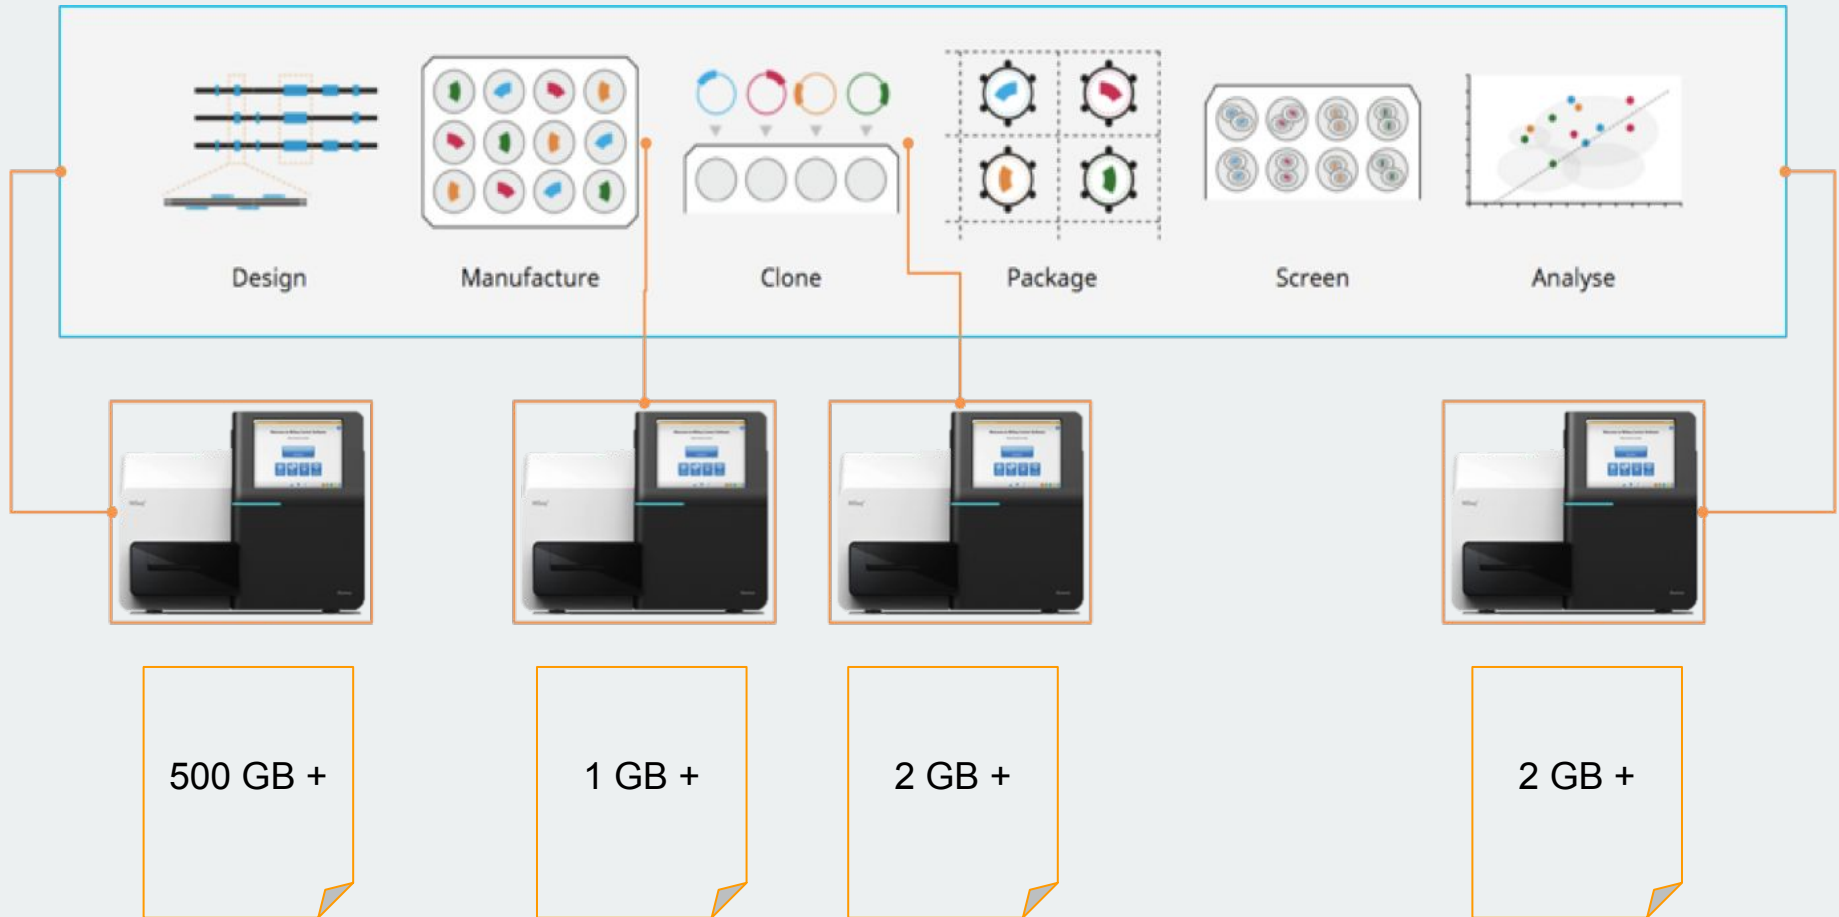 Design
Manufacture
Clone
Package
Screen
Analyse
500 GB +
1 GB +
2 GB +
2 GB +